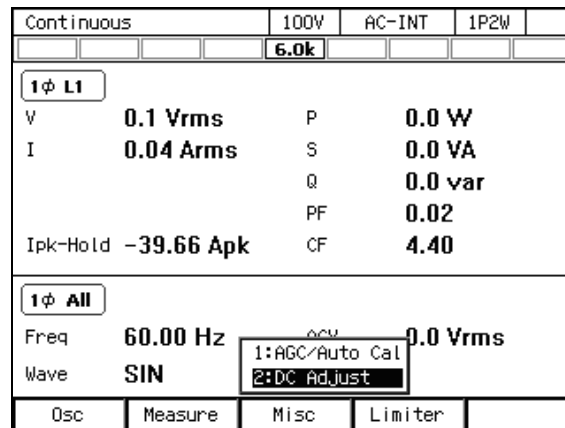 Continuous 100V AC-INT 1P2W
6.0k
1ϕ L1
V 0.1 Vrms P 0.0 W
I 0.04 Arms S 0.0 VA
Q 0.0 var
PF 0.02
Ipk-Hold -39.66 Apk CF 4.40
1ϕ All
Freq 60.00 Hz 0.0 Vrms
1:AGC/Auto Cal
Wave SIN 2:DC Adjust
Osc Measure Misc Limiter